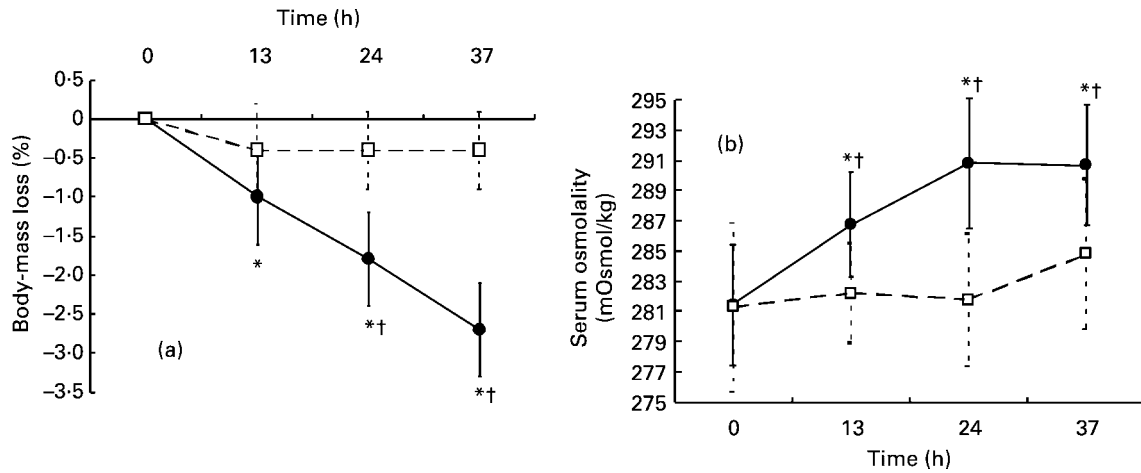 Time (h)
0 13 24 37
0·5
0
–0·5
–1·0
–1·5
–2·0
–2·5
–3·0
–3·5
Body-mass loss (%)
*
*†
*†
(a)
295
293
291
289
287
285
283
281
279
277
275
Serum osmolality
(mOsmol/kg)
(b)
*†
*†
*†
0 13 24 37
Time (h)